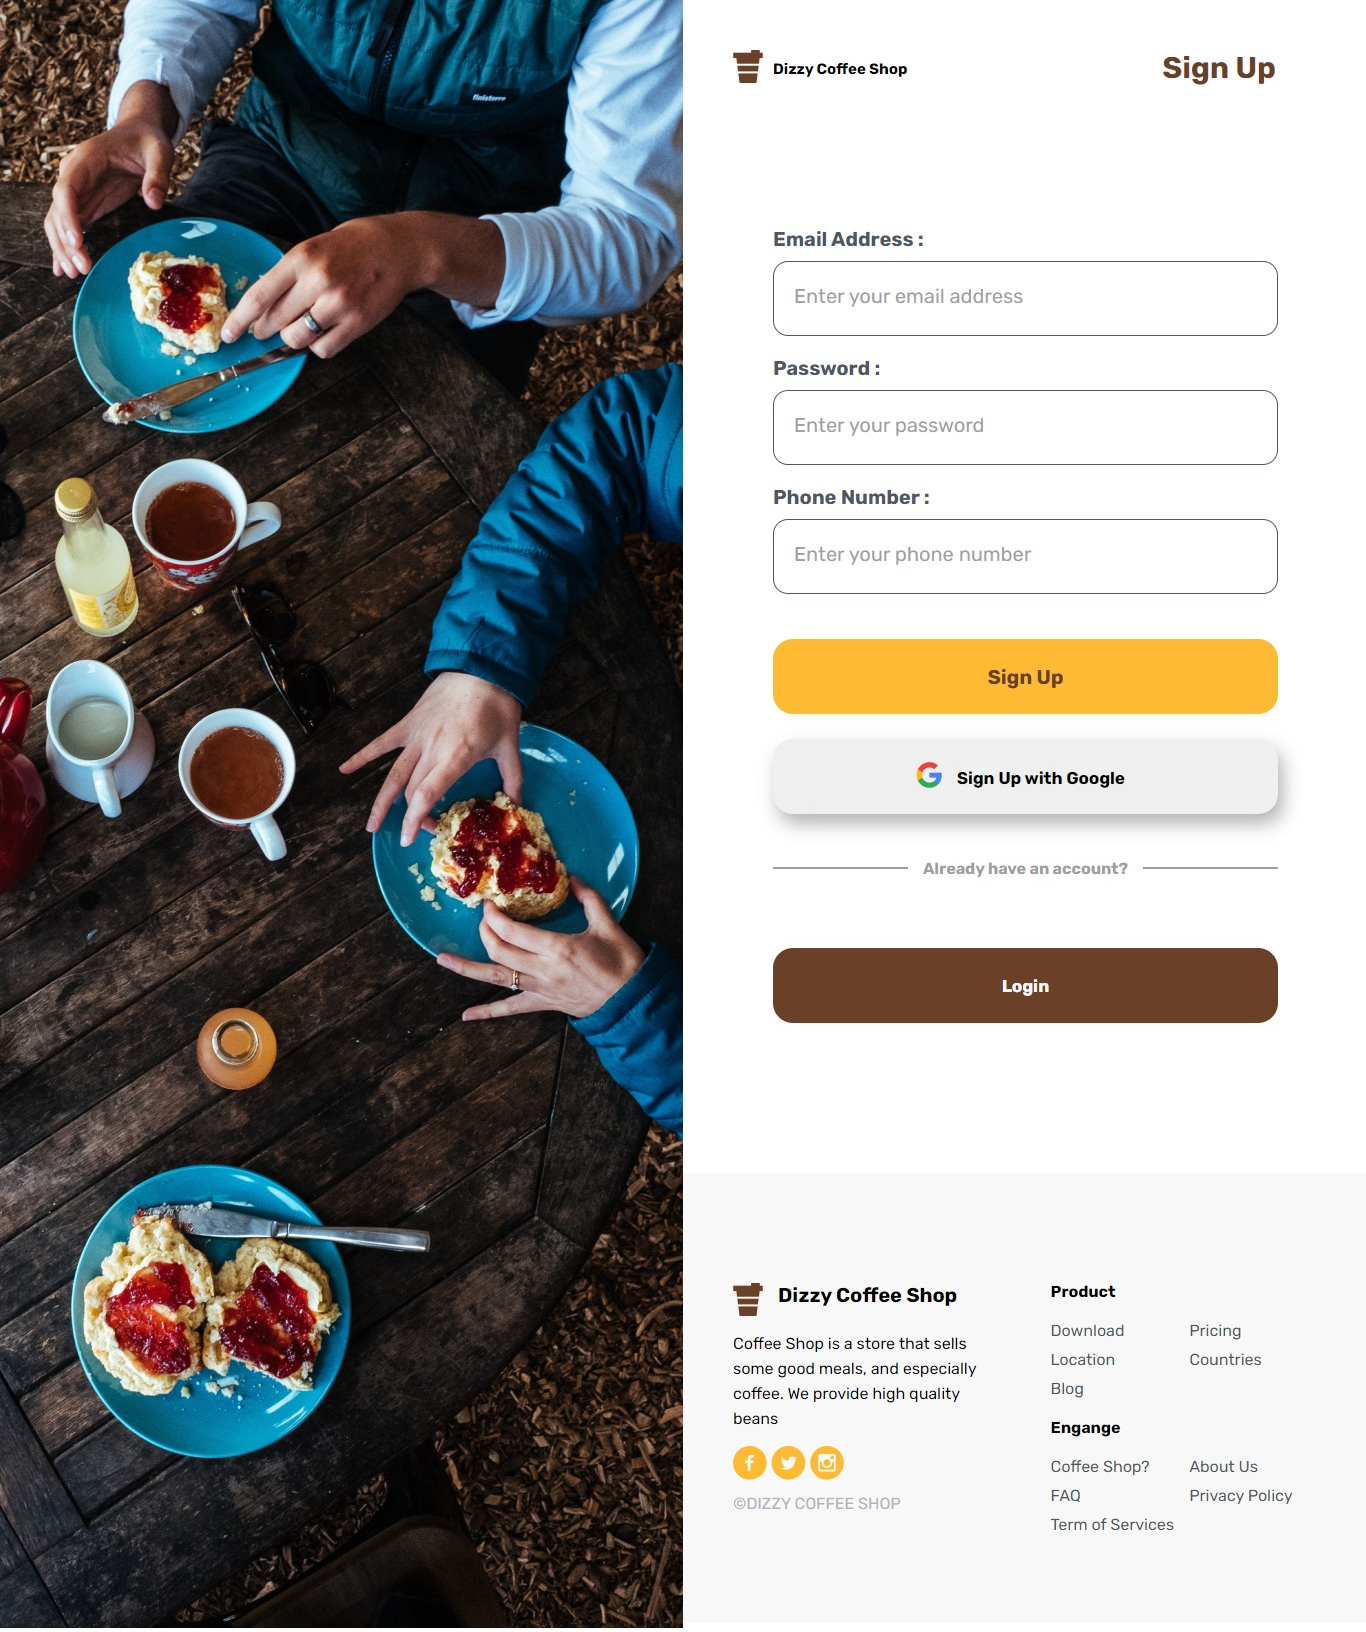 finisterre
Dizzy Coffee Shop
Sign Up
Email Address :
Enter your email address
Password :
Enter your password
Phone Number :
Enter your phone number
Sign Up
Sign Up with Google
Already have an account?
Login
Dizzy Coffee Shop
Coffee Shop is a store that sells
some good meals, and especially
coffee. We provide high quality
beans
©DIZZY COFFEE SHOP
Product
Download Pricing
Location Countries
Blog
Engange
Coffee Shop? About Us
FAQ Privacy Policy
Term of Services